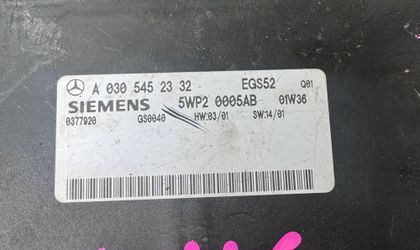 A 030 545 23 32 EGS52 Q01
SIEMENS 5WP2 0005AB 01W36
0377920 GS0040 HW:03/01 SW:14/01